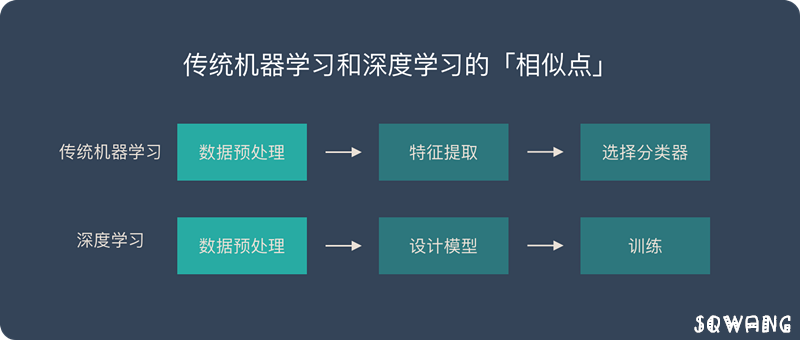 传统机器学习和深度学习的「相似点」
传统机器学习 数据预处理 特征提取 选择分类器
深度学习 数据预处理 设计模型 训练
JQWANG